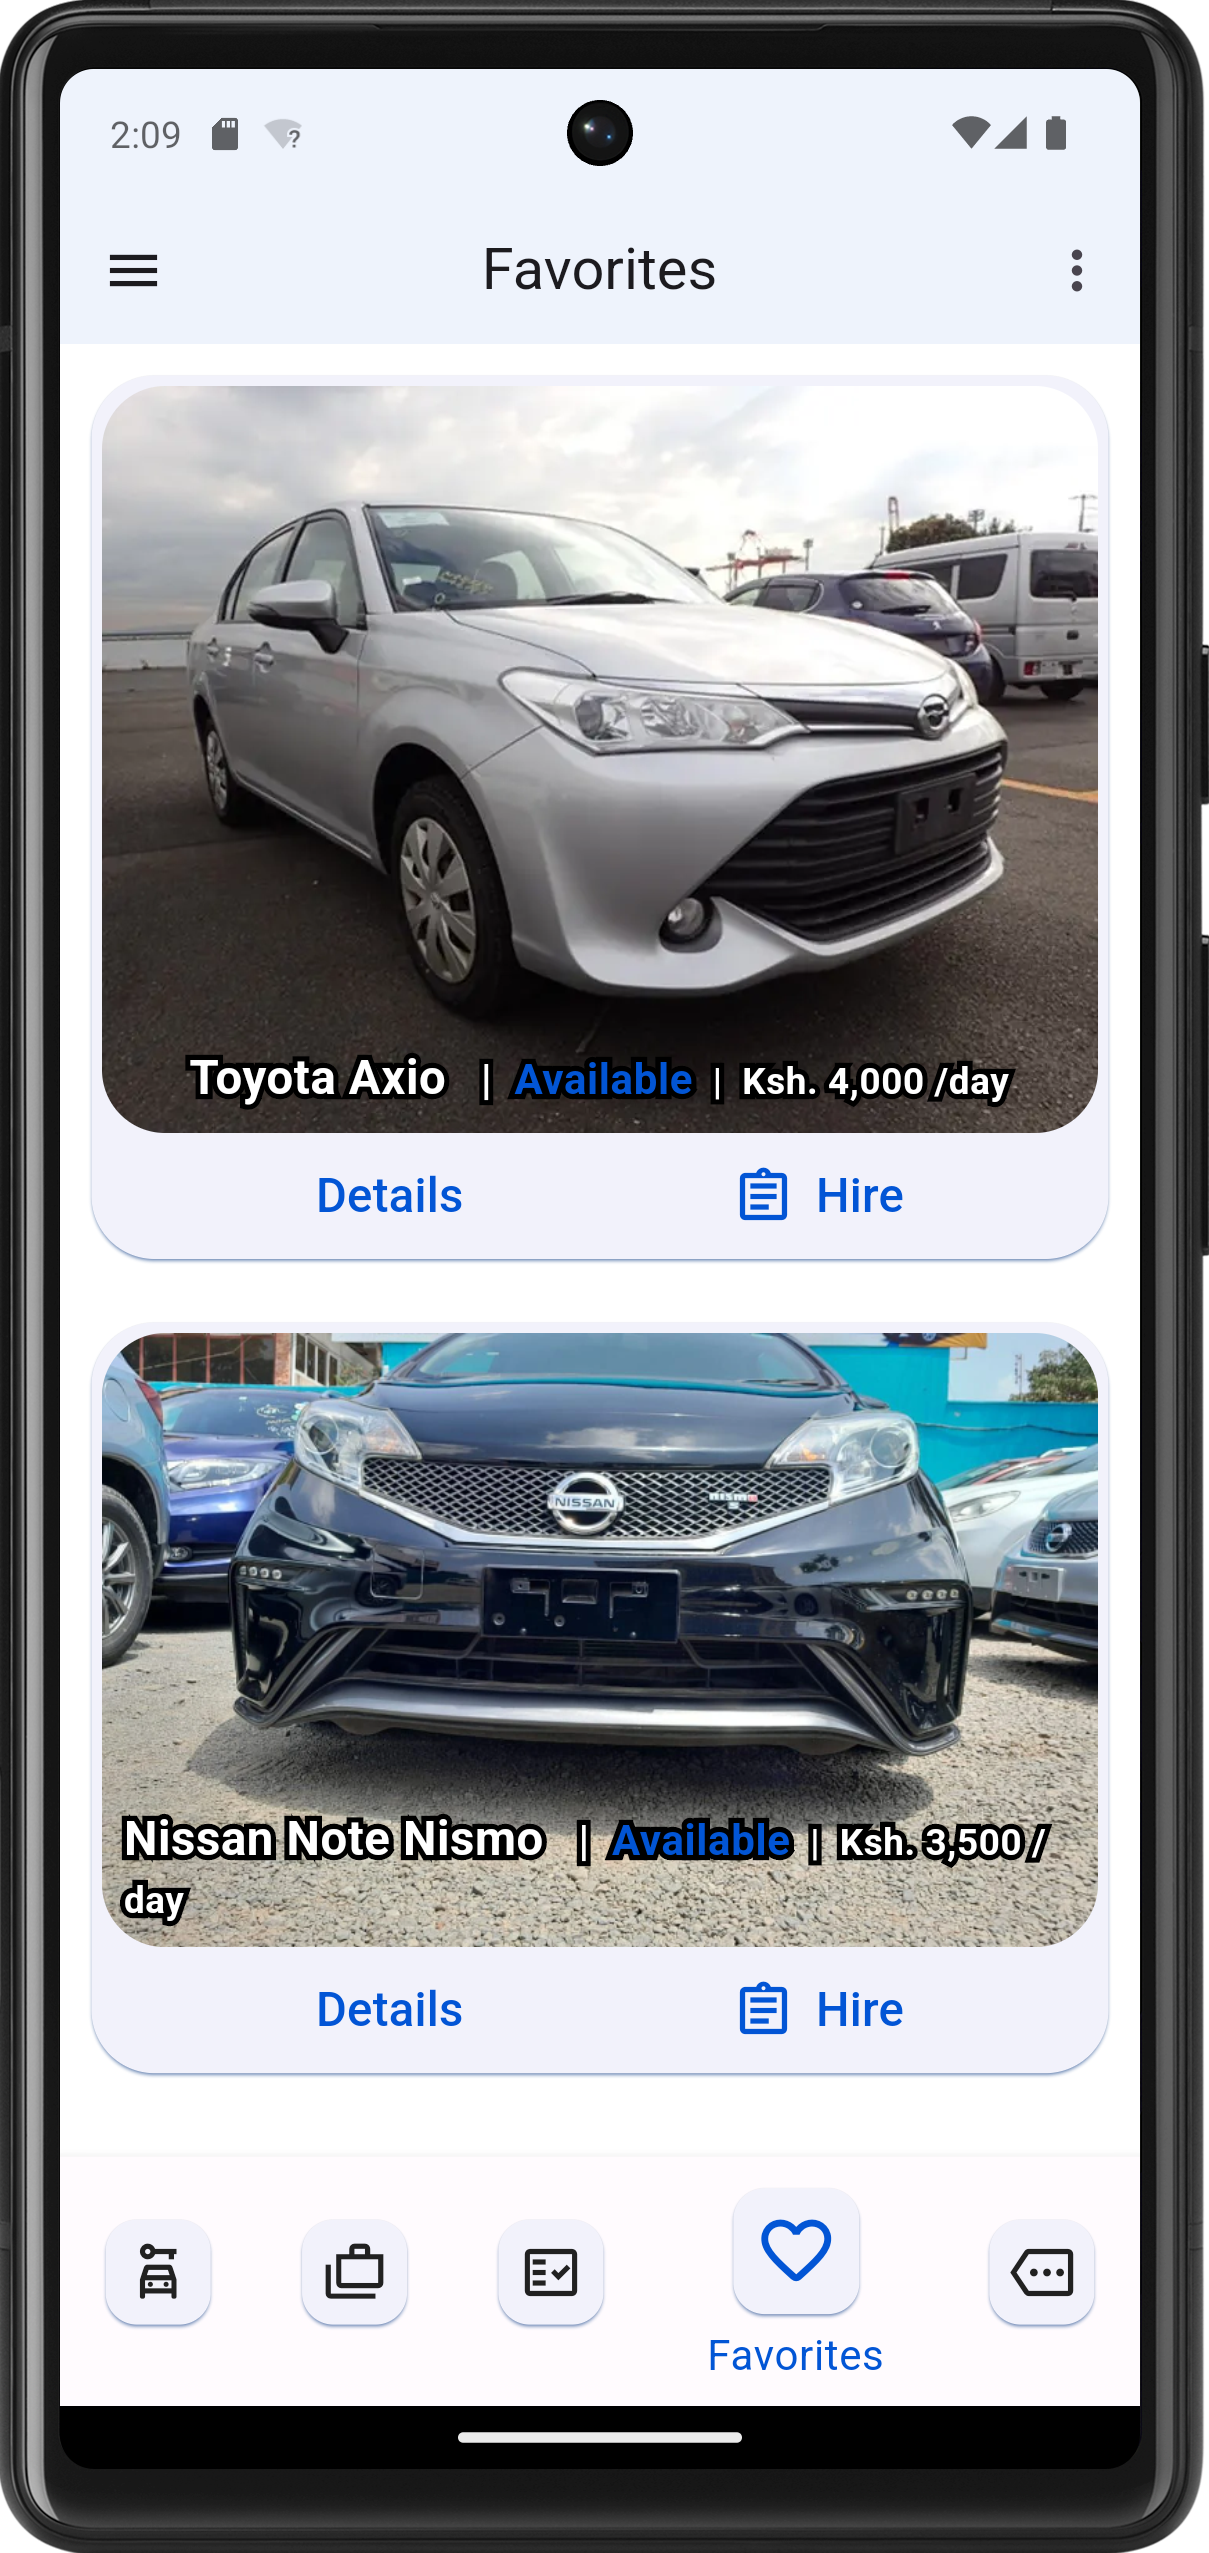 2:09
Favorites
Toyota Axio | Available | Ksh. 4,000 /day
Details Hire
NISSAN
Nissan Note Nismo | Available | Ksh. 3,500 /
day
Details Hire
Favorites